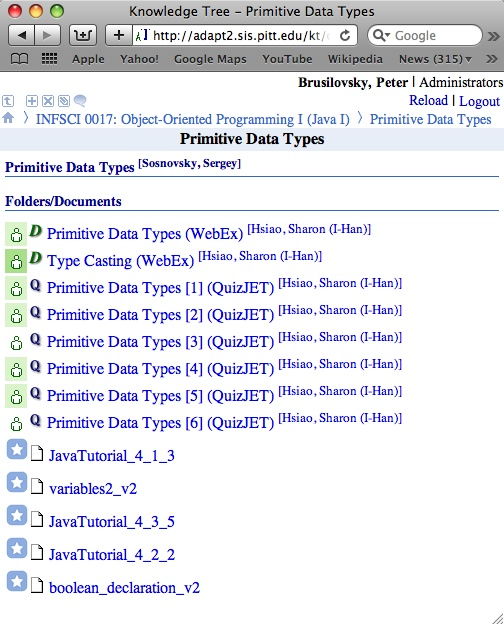 Knowledge Tree – Primitive Data Types
http://adapt2.sis.pitt.edu/kt/ Google
Apple Yahoo! Google Maps YouTube Wikipedia News (315)▾ »
Brusilovsky, Peter | Administrators
Reload | Logout
INFSCI 0017: Object-Oriented Programming I (Java I) 〉 Primitive Data Types
Primitive Data Types
Primitive Data Types [Sosnovsky, Sergey]
Folders/Documents
D Primitive Data Types (WebEx) [Hsiao, Sharon (I-Han)]
D Type Casting (WebEx) [Hsiao, Sharon (I-Han)]
Q Primitive Data Types [1] (QuizJET) [Hsiao, Sharon (I-Han)]
Q Primitive Data Types [2] (QuizJET) [Hsiao, Sharon (I-Han)]
Q Primitive Data Types [3] (QuizJET) [Hsiao, Sharon (I-Han)]
Q Primitive Data Types [4] (QuizJET) [Hsiao, Sharon (I-Han)]
Q Primitive Data Types [5] (QuizJET) [Hsiao, Sharon (I-Han)]
Q Primitive Data Types [6] (QuizJET) [Hsiao, Sharon (I-Han)]
JavaTutorial_4_1_3
variables2_v2
JavaTutorial_4_3_5
JavaTutorial_4_2_2
boolean_declaration_v2